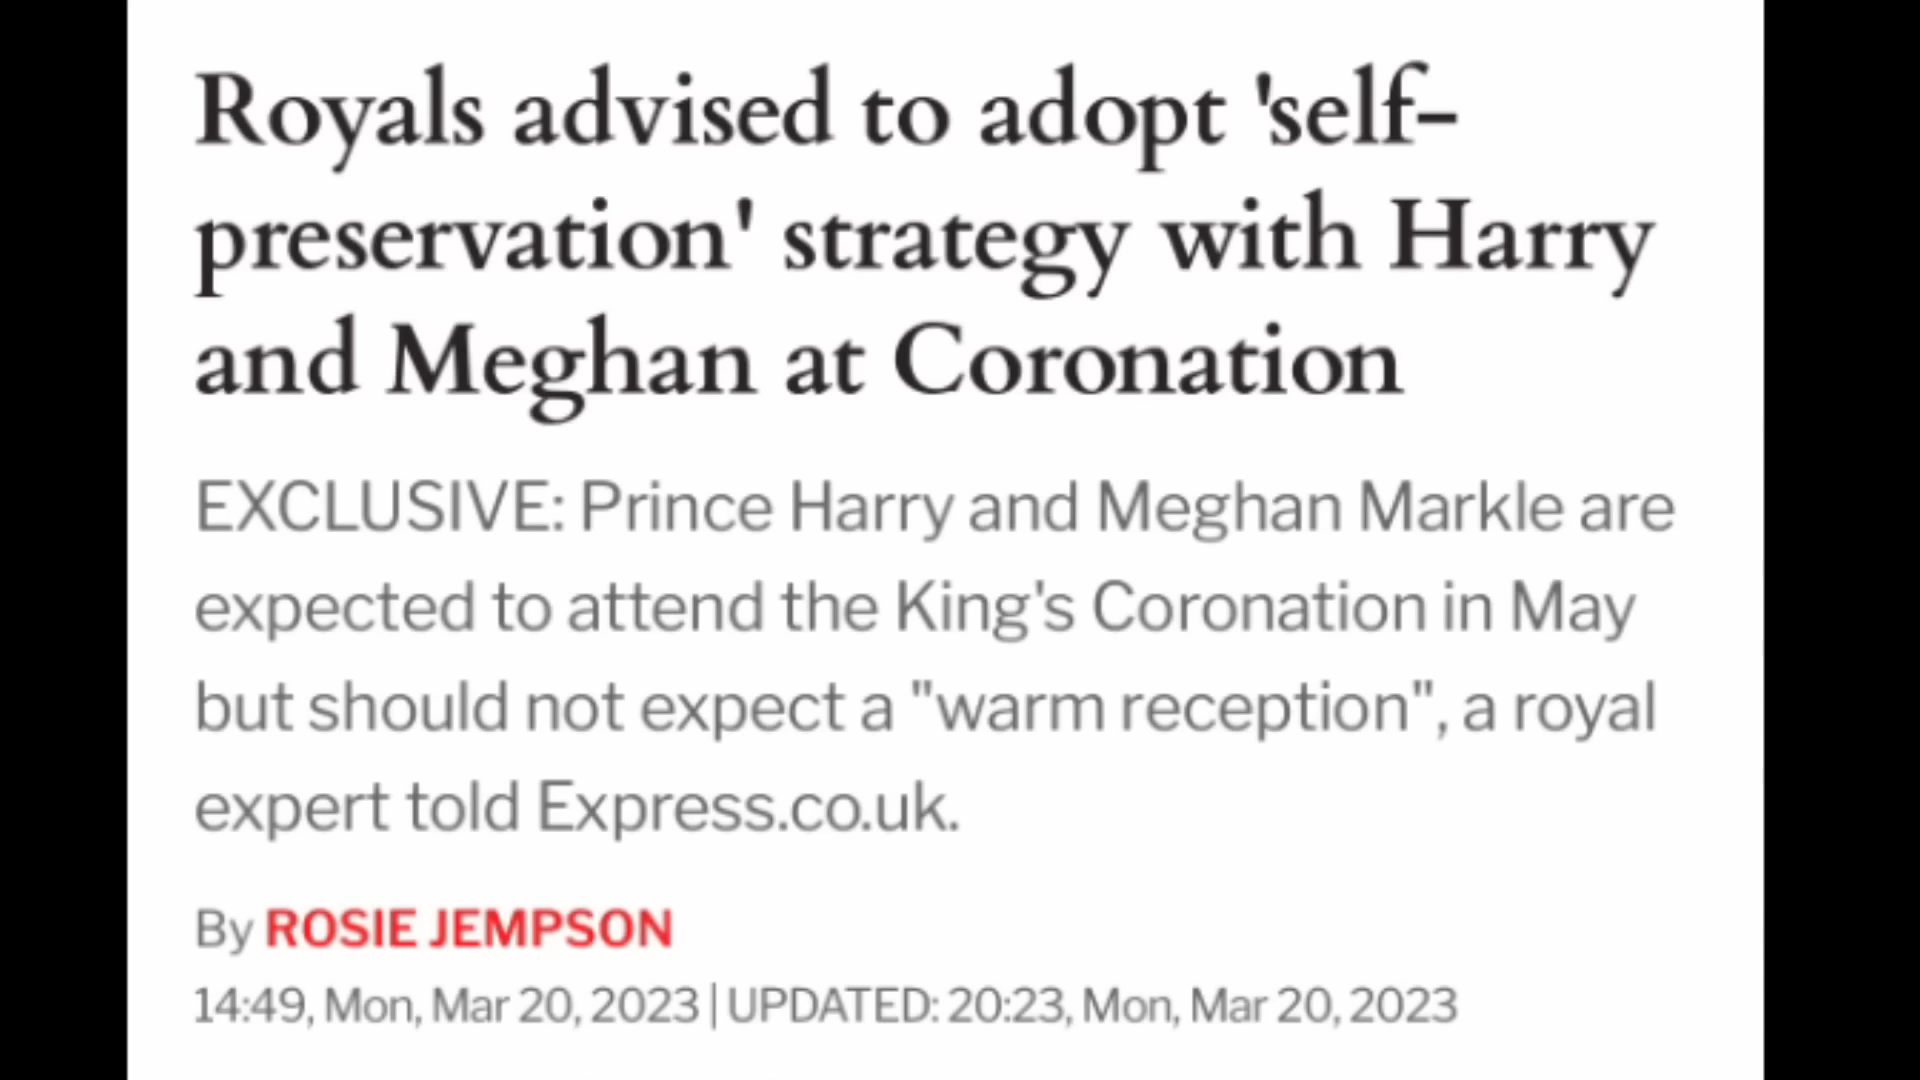 Royals advised to adopt 'self-
preservation' strategy with Harry
and Meghan at Coronation
EXCLUSIVE: Prince Harry and Meghan Markle are
expected to attend the King's Coronation in May
but should not expect a "warm reception", a royal
expert told Express.co.uk.
By ROSIE JEMPSON
14:49, Mon, Mar 20, 2023 | UPDATED: 20:23, Mon, Mar 20, 2023